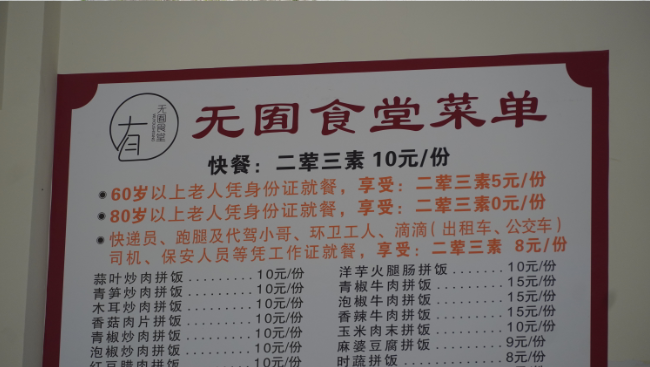 有
无囿食堂
无囿食堂菜单
快餐：二荤三素 10元/份
60岁以上老人凭身份证就餐，享受：二荤三素5元/份
80岁以上老人凭身份证就餐，享受：二荤三素0元/份
快递员、跑腿及代驾小哥、环卫工人、滴滴（出租车、公交车）
司机、保安人员等凭工作证就餐，享受：二荤三素 8元/份
蒜叶炒肉拼饭.........10元/份
青笋炒肉拼饭.........10元/份
木耳炒肉拼饭.........10元/份
香菇肉片拼饭.........10元/份
青椒炒肉拼饭.........10元/份
泡椒炒肉拼饭.........10元/份
红豆腊肉拼饭.........10元/份
洋芋火腿肠拼饭.......10元/份
青椒牛肉拼饭.........15元/份
泡椒牛肉拼饭.........15元/份
香辣牛肉拼饭.........15元/份
玉米肉末拼饭.........10元/份
麻婆豆腐拼饭.........9元/份
时蔬拼饭.............8元/份